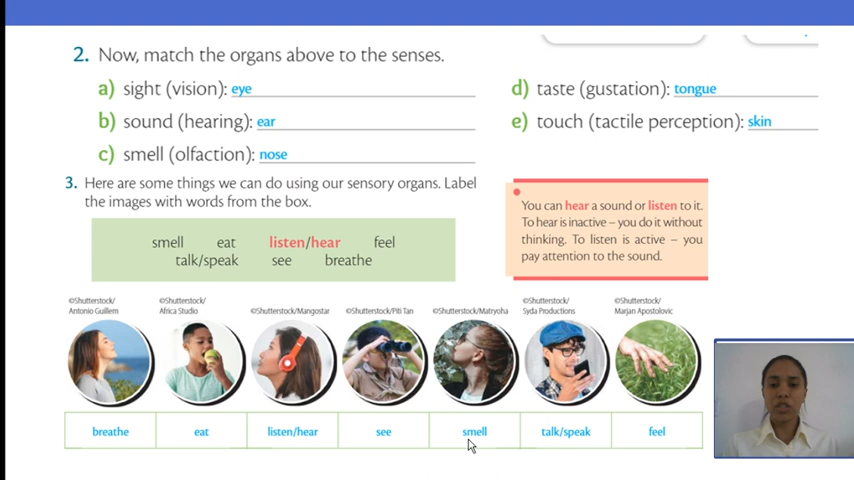 2. Now, match the organs above to the senses.
a) sight (vision): eye
b) sound (hearing): ear
c) smell (olfaction): nose
d) taste (gustation): tongue
e) touch (tactile perception): skin
3. Here are some things we can do using our sensory organs. Label
the images with words from the box.
smell eat listen/hear feel
talk/speak see breathe
You can hear a sound or listen to it.
To hear is inactive – you do it without
thinking. To listen is active – you
pay attention to the sound.
©Shutterstock/
Antonio Guillem
©Shutterstock/
Africa Studio
©Shutterstock/Mangostar
©Shutterstock/Piti Tan
©Shutterstock/Matryoha
©Shutterstock/
Syda Productions
©Shutterstock/
Marjan Apostolovic
breathe eat listen/hear see smell talk/speak feel